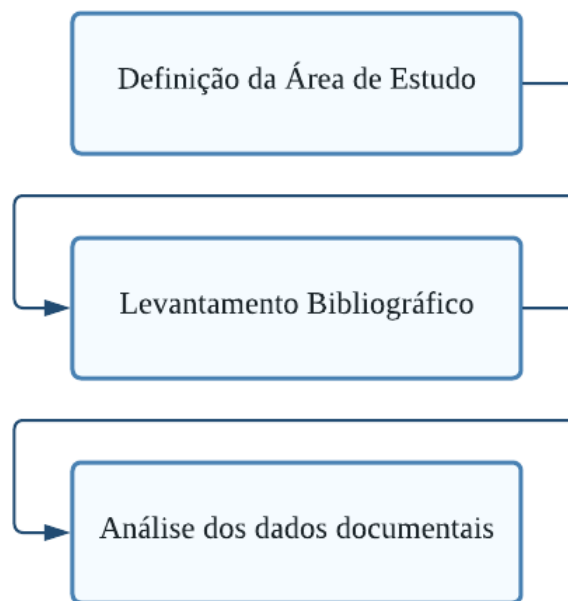 Definição da Área de Estudo
Levantamento Bibliográfico
Análise dos dados documentais